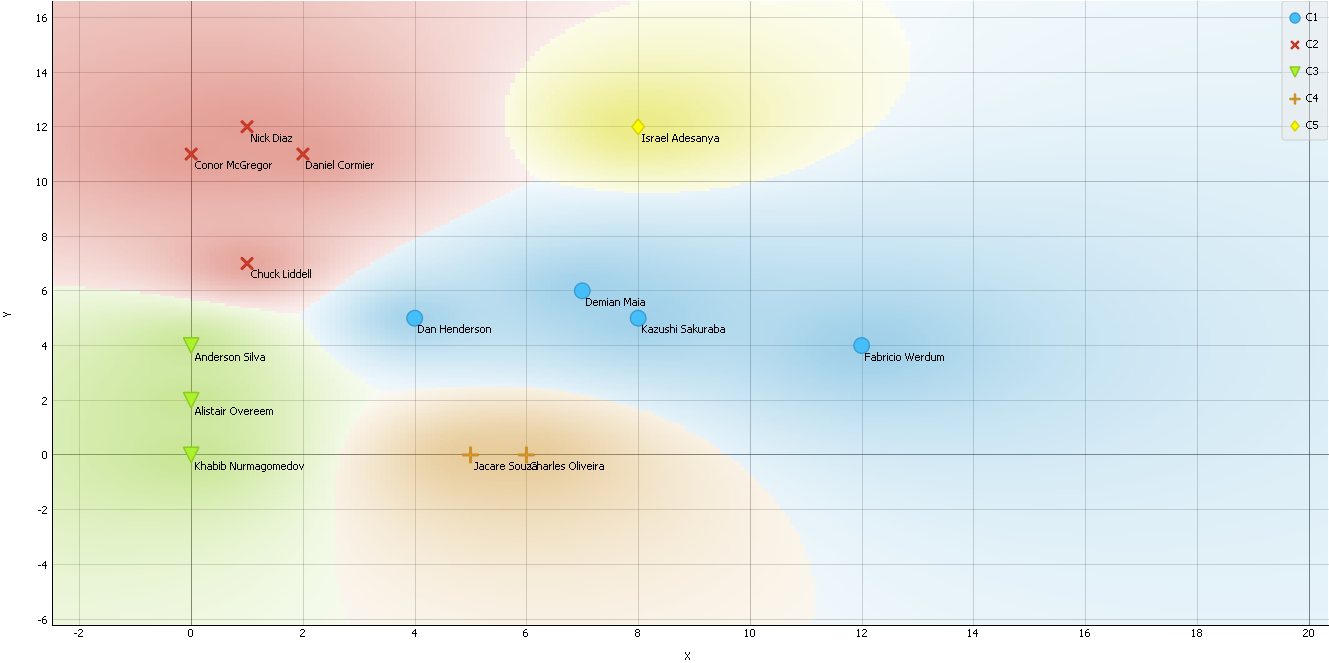 16
14
12
10
8
6
4
2
0
-2
-4
-6
Y
C1
C2
C3
C4
C5
Nick Diaz
Israel Adesanya
Conor McGregor
Daniel Cormier
Chuck Liddell
Demian Maia
Dan Henderson
Kazushi Sakuraba
Anderson Silva
Fabricio Werdum
Alistair Overeem
Khabib Nurmagomedov
Jacare Souza
Charles Oliveira
-2 0 2 4 6 8 10 12 14 16 18 20
X